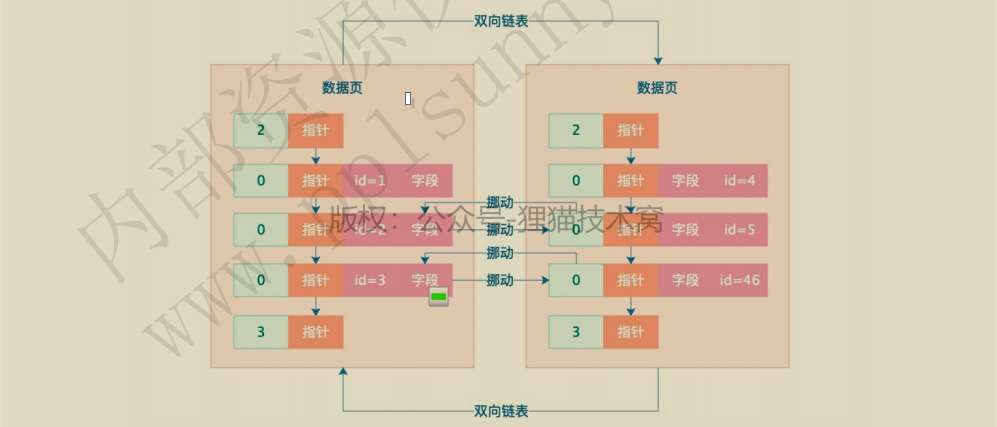 双向链表
数据页 数据页
2 指针 2 指针
0 指针 id=1 字段 0 指针 字段 id=4
挪动
0 指针 id=2 字段 挪动 0 指针 字段 id=5
挪动
0 指针 id=3 字段 挪动 0 指针 字段 id=46
3 指针 3 指针
双向链表
版权：公众号-狸猫技术窝
内部资源
www.pplsunny